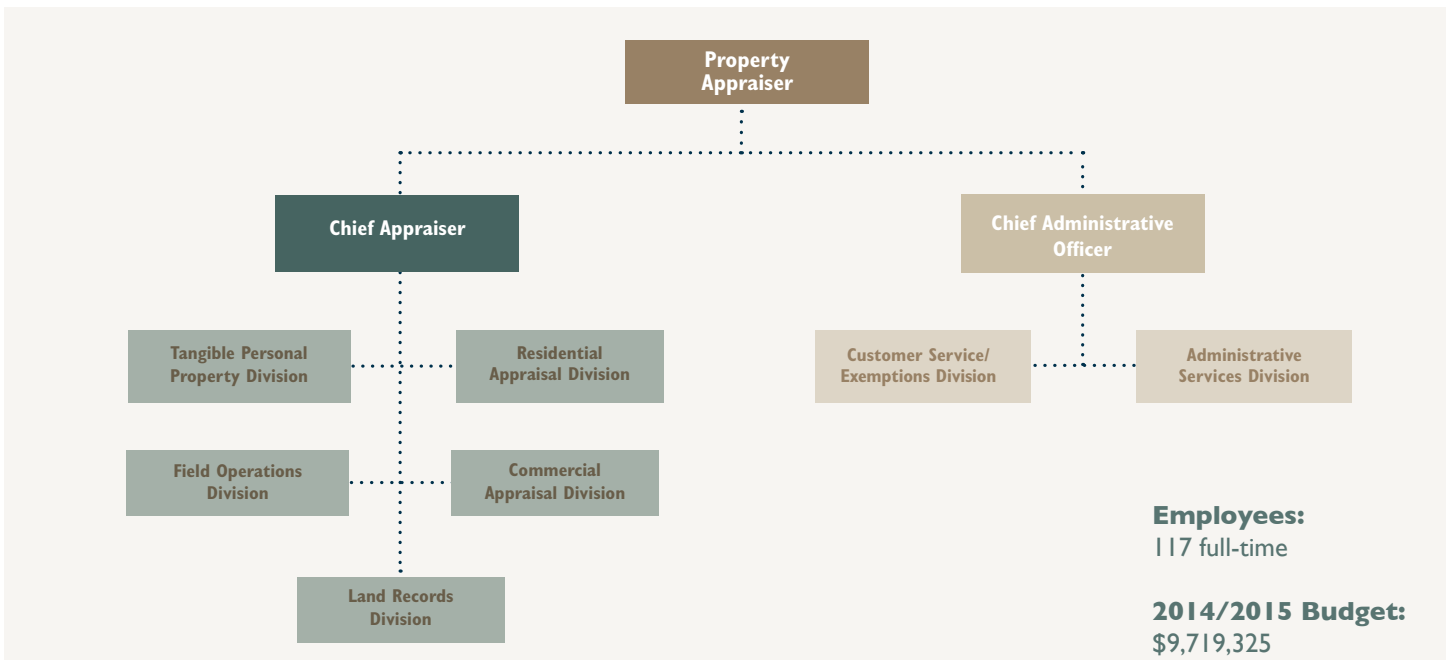 Property
Appraiser
Chief Appraiser
Chief Administrative
Officer
Tangible Personal
Property Division
Residential
Appraisal Division
Customer Service/
Exemptions Division
Administrative
Services Division
Field Operations
Division
Commercial
Appraisal Division
Land Records
Division
Employees:
117 full-time
2014/2015 Budget:
$9,719,325